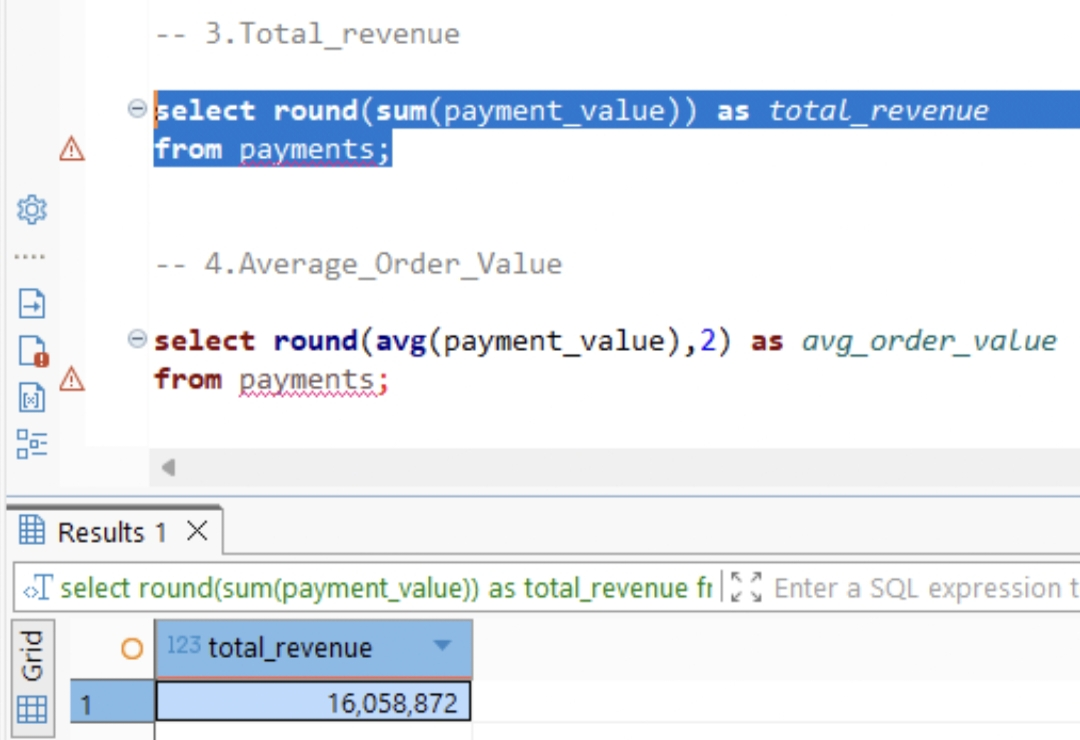 -- 3.Total_revenue
select round(sum(payment_value)) as total_revenue
from payments;
-- 4.Average_Order_Value
select round(avg(payment_value),2) as avg_order_value
from payments;
Results 1
select round(sum(payment_value)) as total_revenue fr
Enter a SQL expression t
Grid
123 total_revenue
1
16,058,872